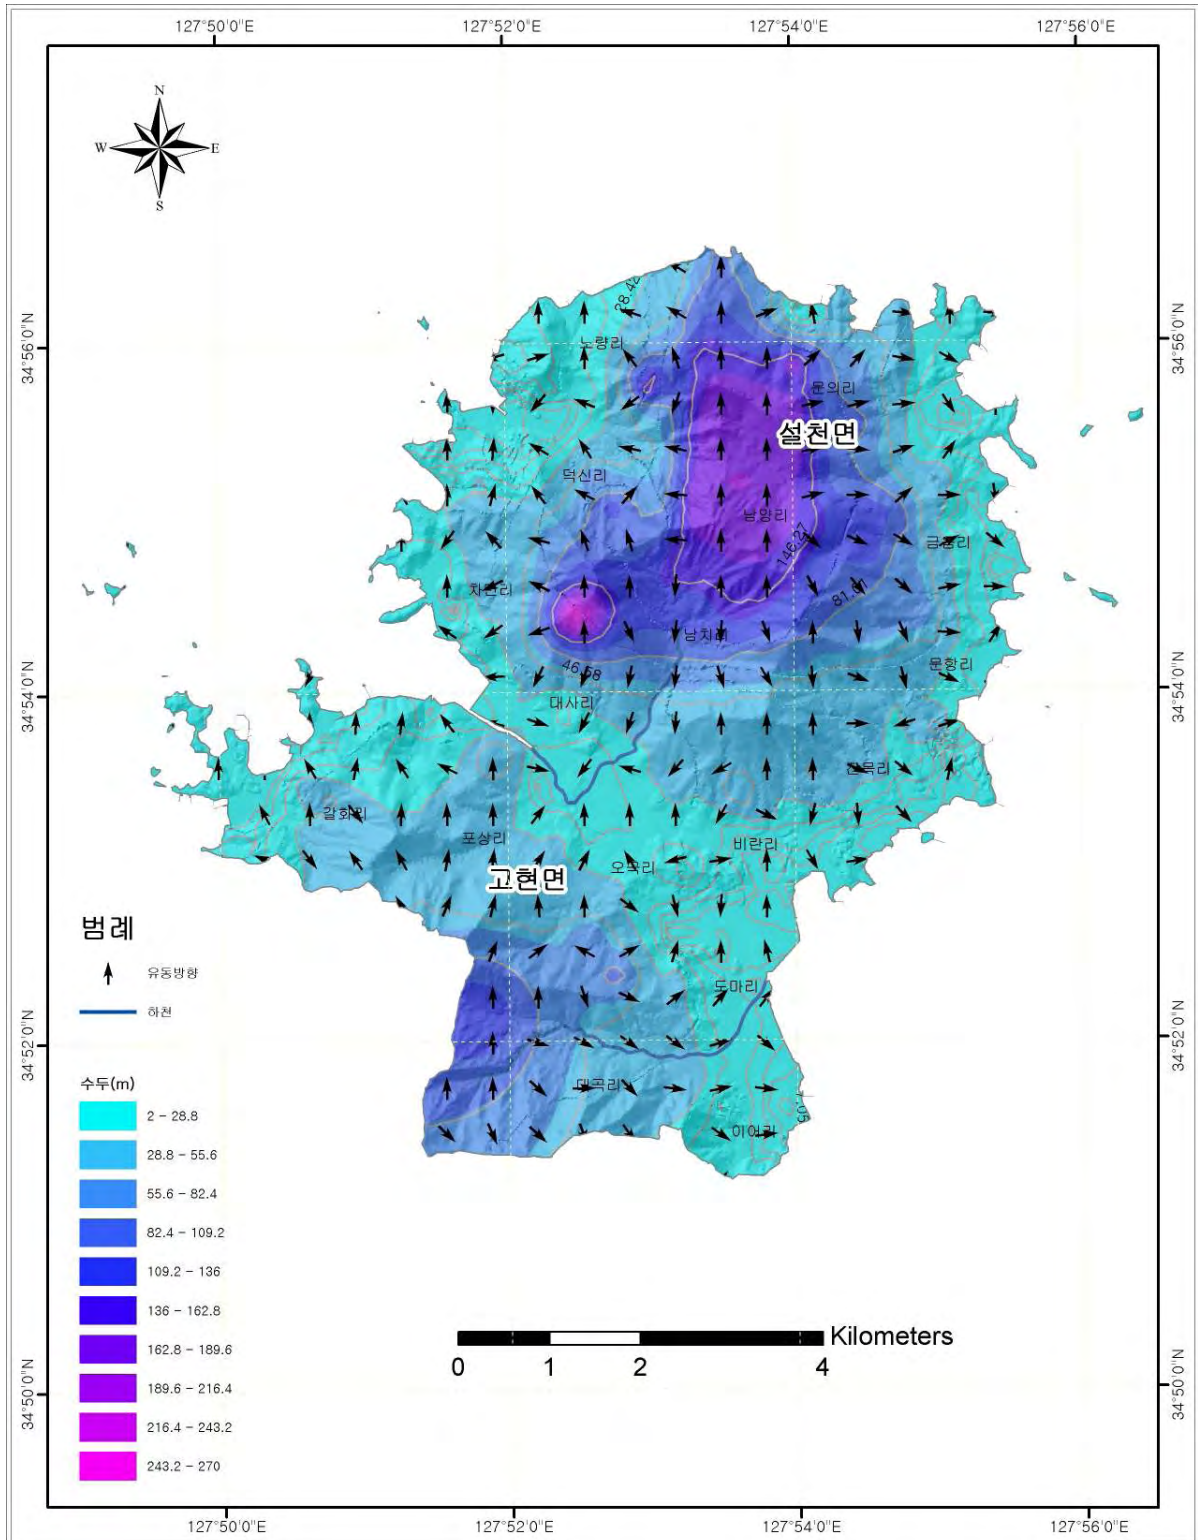 127°50'0"E
127°52'0"E
127°54'0"E
127°56'0"E
N
W
E
S
34°56'0"N
34°56'0"N
28.42
노량리
문의리
설천면
덕신리
남양리
146.27
금음리
차면리
81.91
남치리
문항리
46.58
34°54'0"N
34°54'0"N
대사리
진목리
갈화리
포상리
비란리
오곡리
고현면
범례
유동방향
도마리
하천
34°52'0"N
34°52'0"N
대곡리
수두(m)
이어리
2 - 28.8
28.8 - 55.6
55.6 - 82.4
82.4 - 109.2
109.2 - 136
136 - 162.8
162.8 - 189.6
189.6 - 216.4
216.4 - 243.2
243.2 - 270
Kilometers
0 1 2 4
34°50'0"N
34°50'0"N
127°50'0"E
127°52'0"E
127°54'0"E
127°56'0"E